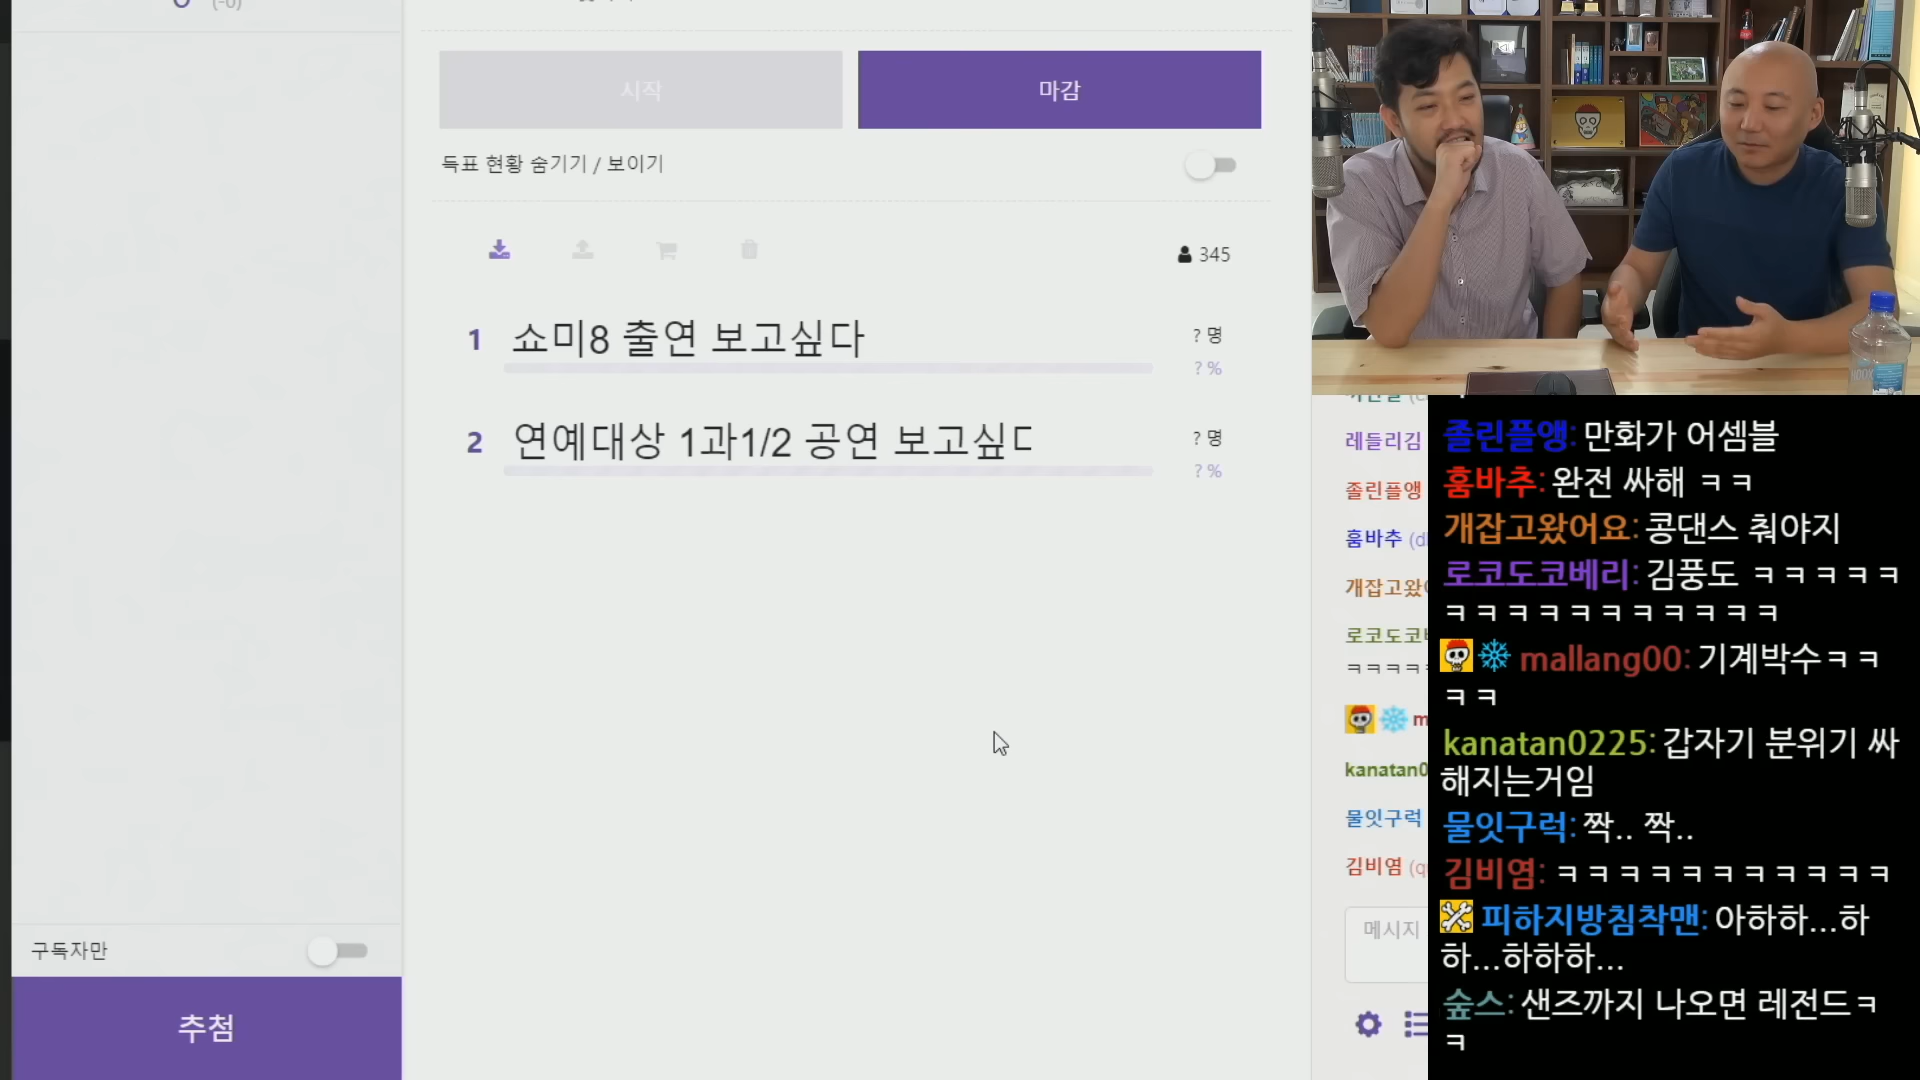 시작
마감
득표 현황 숨기기 / 보이기
345
1 쇼미8 출연 보고싶다
? 명
? %
2 연예대상 1과1/2 공연 보고싶ㄷ
? 명
? %
구독자만
추첨
레들리김
졸린플앵
훔바추 (d
개잡고왔
로코도코
ㅋㅋㅋㅋ
m
kanatan0
물잇구럭
김비염 (q
메시지
졸린플앵: 만화가 어셈블
훔바추: 완전 싸해 ㅋㅋ
개잡고왔어요: 콩댄스 춰야지
로코도코베리: 김풍도 ㅋㅋㅋㅋㅋ
ㅋㅋㅋㅋㅋㅋㅋㅋㅋㅋㅋ
mallang00: 기계박수ㅋㅋ
ㅋㅋ
kanatan0225: 갑자기 분위기 싸
해지는거임
물잇구럭: 짝.. 짝..
김비염: ㅋㅋㅋㅋㅋㅋㅋㅋㅋㅋㅋ
피하지방침착맨: 아하하...하
하...하하하...
숲스: 샌즈까지 나오면 레전드ㅋ
ㅋ